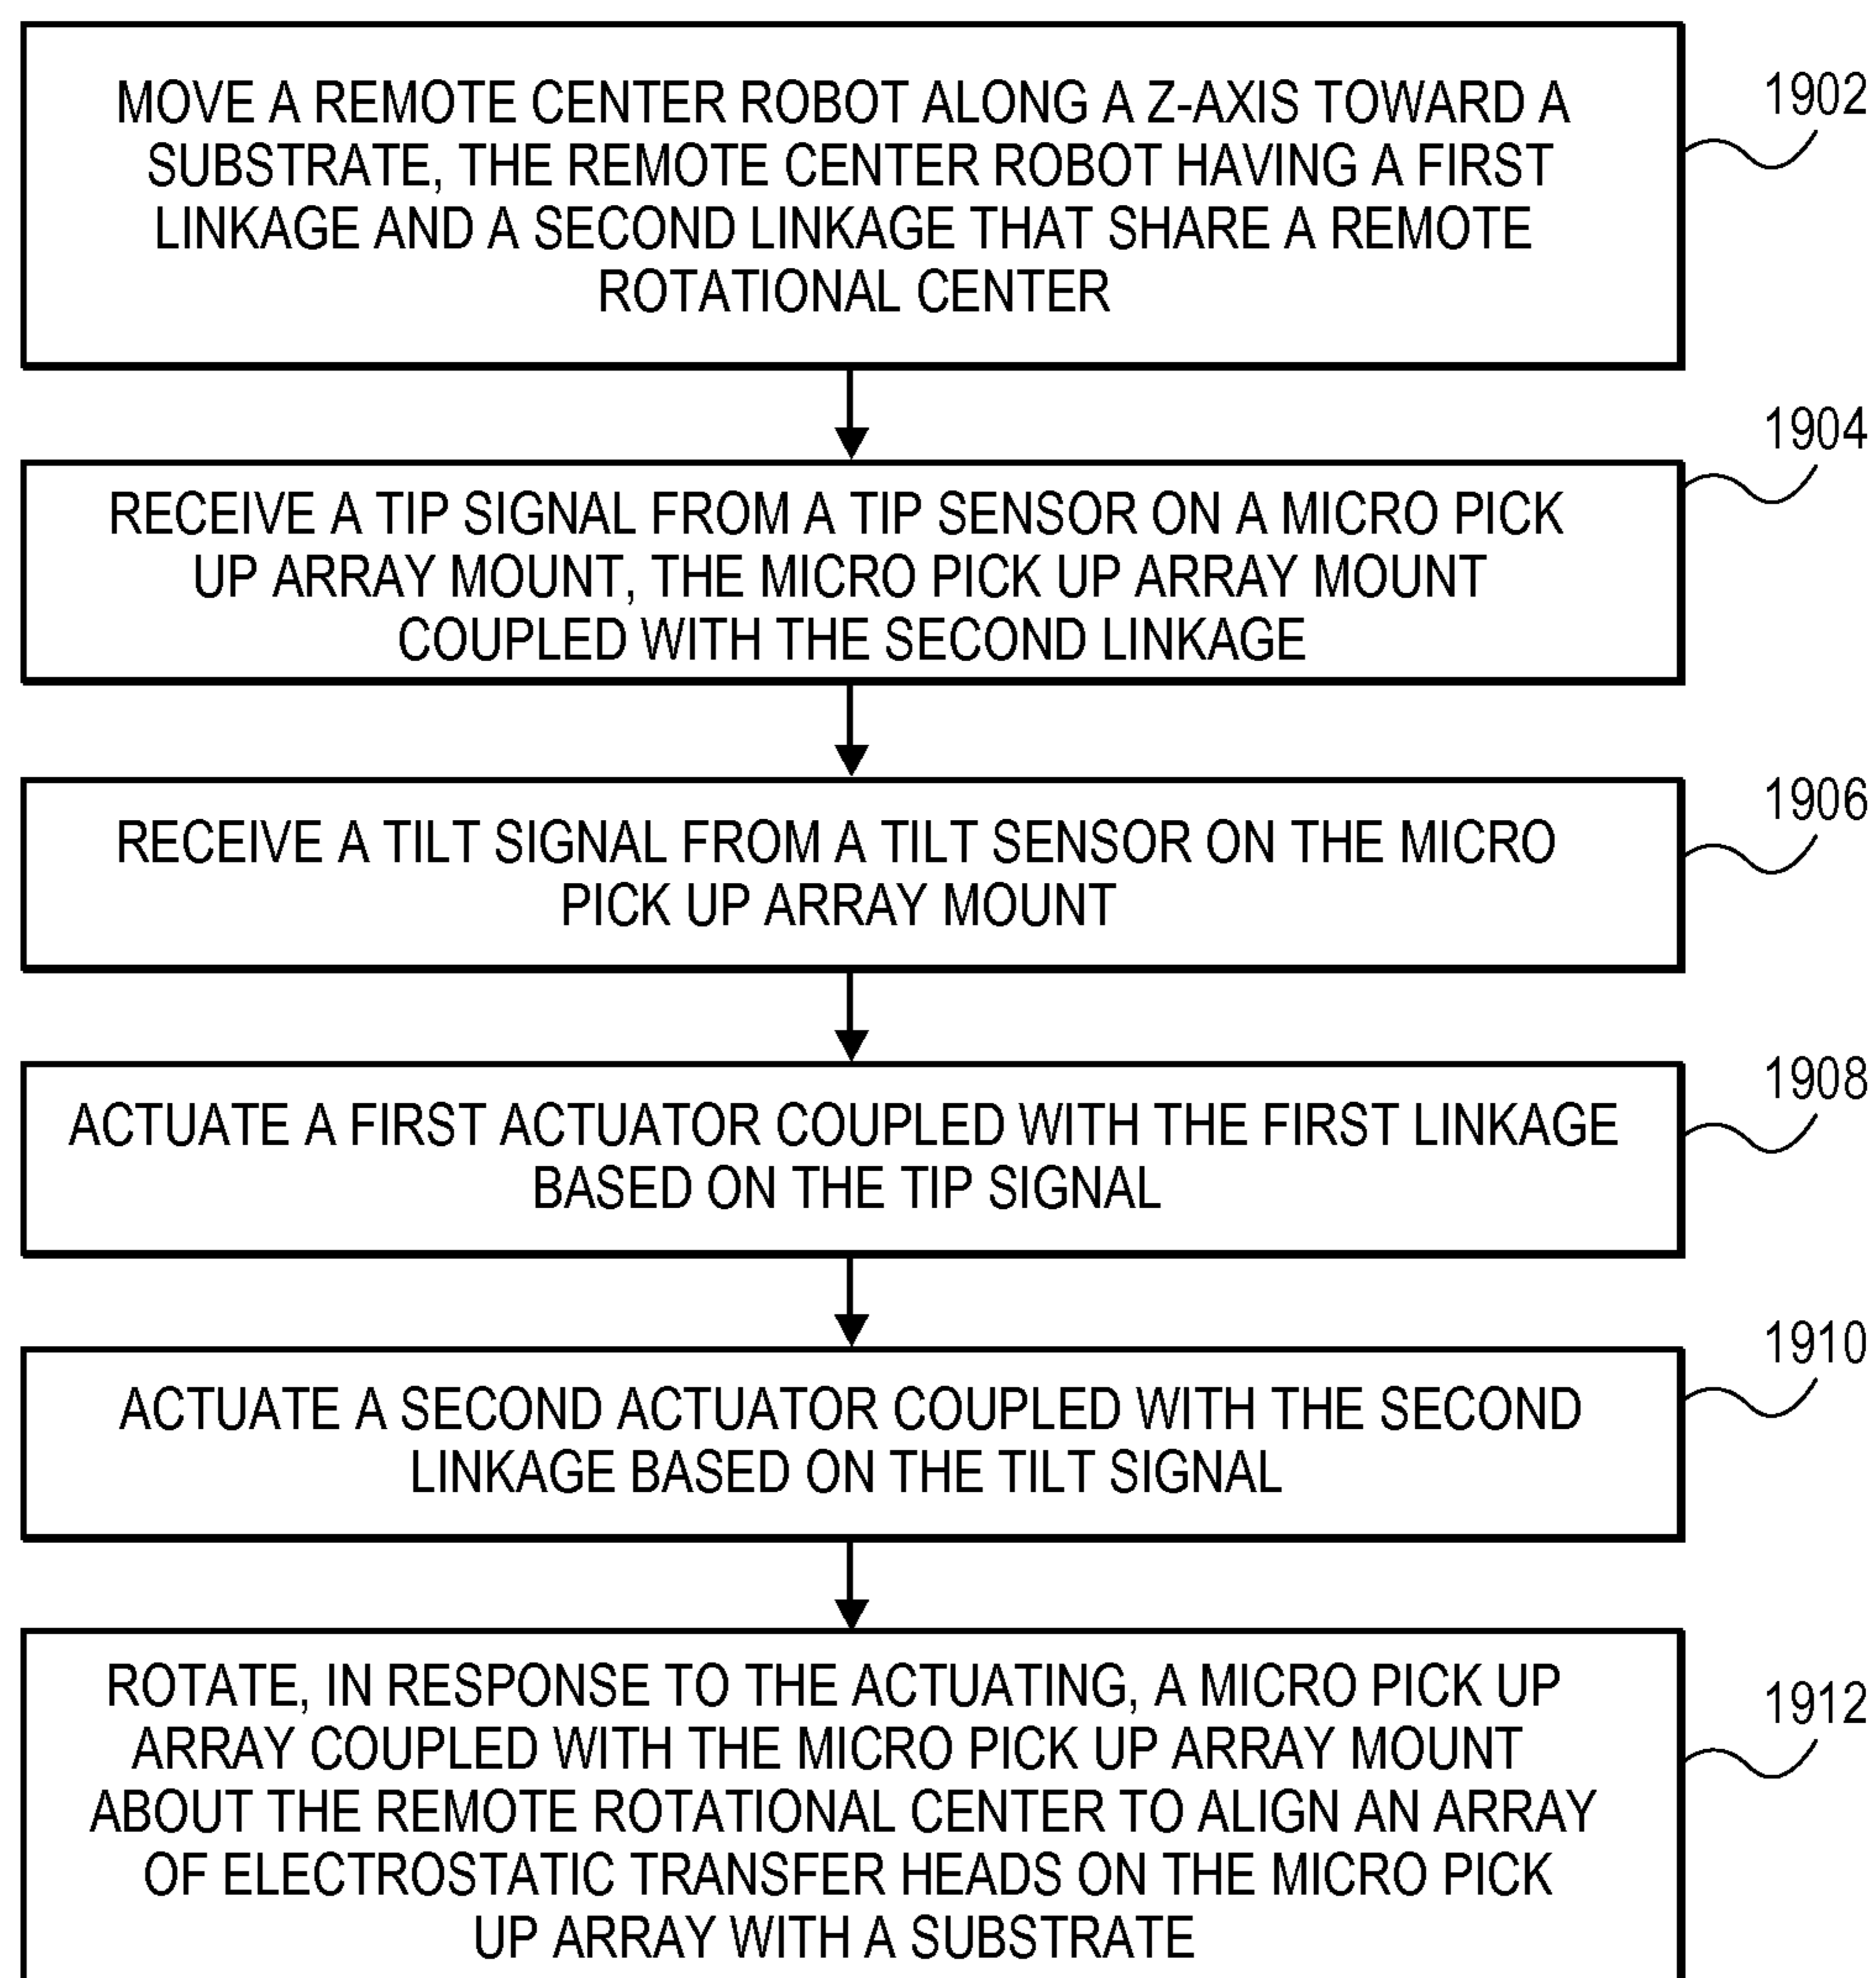 MOVE A REMOTE CENTER ROBOT ALONG A Z-AXIS TOWARD A
SUBSTRATE, THE REMOTE CENTER ROBOT HAVING A FIRST
LINKAGE AND A SECOND LINKAGE THAT SHARE A REMOTE
ROTATIONAL CENTER
1902
RECEIVE A TIP SIGNAL FROM A TIP SENSOR ON A MICRO PICK
UP ARRAY MOUNT, THE MICRO PICK UP ARRAY MOUNT
COUPLED WITH THE SECOND LINKAGE
1904
RECEIVE A TILT SIGNAL FROM A TILT SENSOR ON THE MICRO
PICK UP ARRAY MOUNT
1906
ACTUATE A FIRST ACTUATOR COUPLED WITH THE FIRST LINKAGE
BASED ON THE TIP SIGNAL
1908
ACTUATE A SECOND ACTUATOR COUPLED WITH THE SECOND
LINKAGE BASED ON THE TILT SIGNAL
1910
ROTATE, IN RESPONSE TO THE ACTUATING, A MICRO PICK UP
ARRAY COUPLED WITH THE MICRO PICK UP ARRAY MOUNT
ABOUT THE REMOTE ROTATIONAL CENTER TO ALIGN AN ARRAY
OF ELECTROSTATIC TRANSFER HEADS ON THE MICRO PICK
UP ARRAY WITH A SUBSTRATE
1912